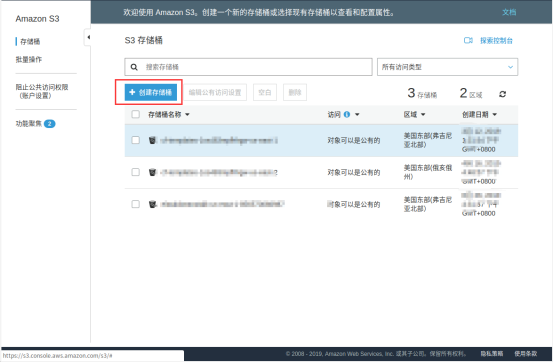 Amazon S3
欢迎使用 Amazon S3。创建一个新的存储桶或选择现有存储桶以查看和配置属性。
文档
存储桶
批量操作
阻止公共访问权限
（账户设置）
功能聚焦 2
S3 存储桶
探索控制台
搜索存储桶
所有访问类型
+ 创建存储桶
编辑公有访问设置
空白
删除
3 存储桶
2 区域
存储桶名称
访问
区域
创建日期
对象可以是公有的
美国东部(弗吉尼
亚北部)
GMT+0800
对象可以是公有的
美国东部(俄亥俄
州)
GMT+0800
对象可以是公有的
美国东部(弗吉尼
亚北部)
GMT+0800
https://s3.console.aws.amazon.com/s3/#
© 2008 - 2019, Amazon Web Services, Inc. 或其子公司。保留所有权利。
隐私策略
使用条款